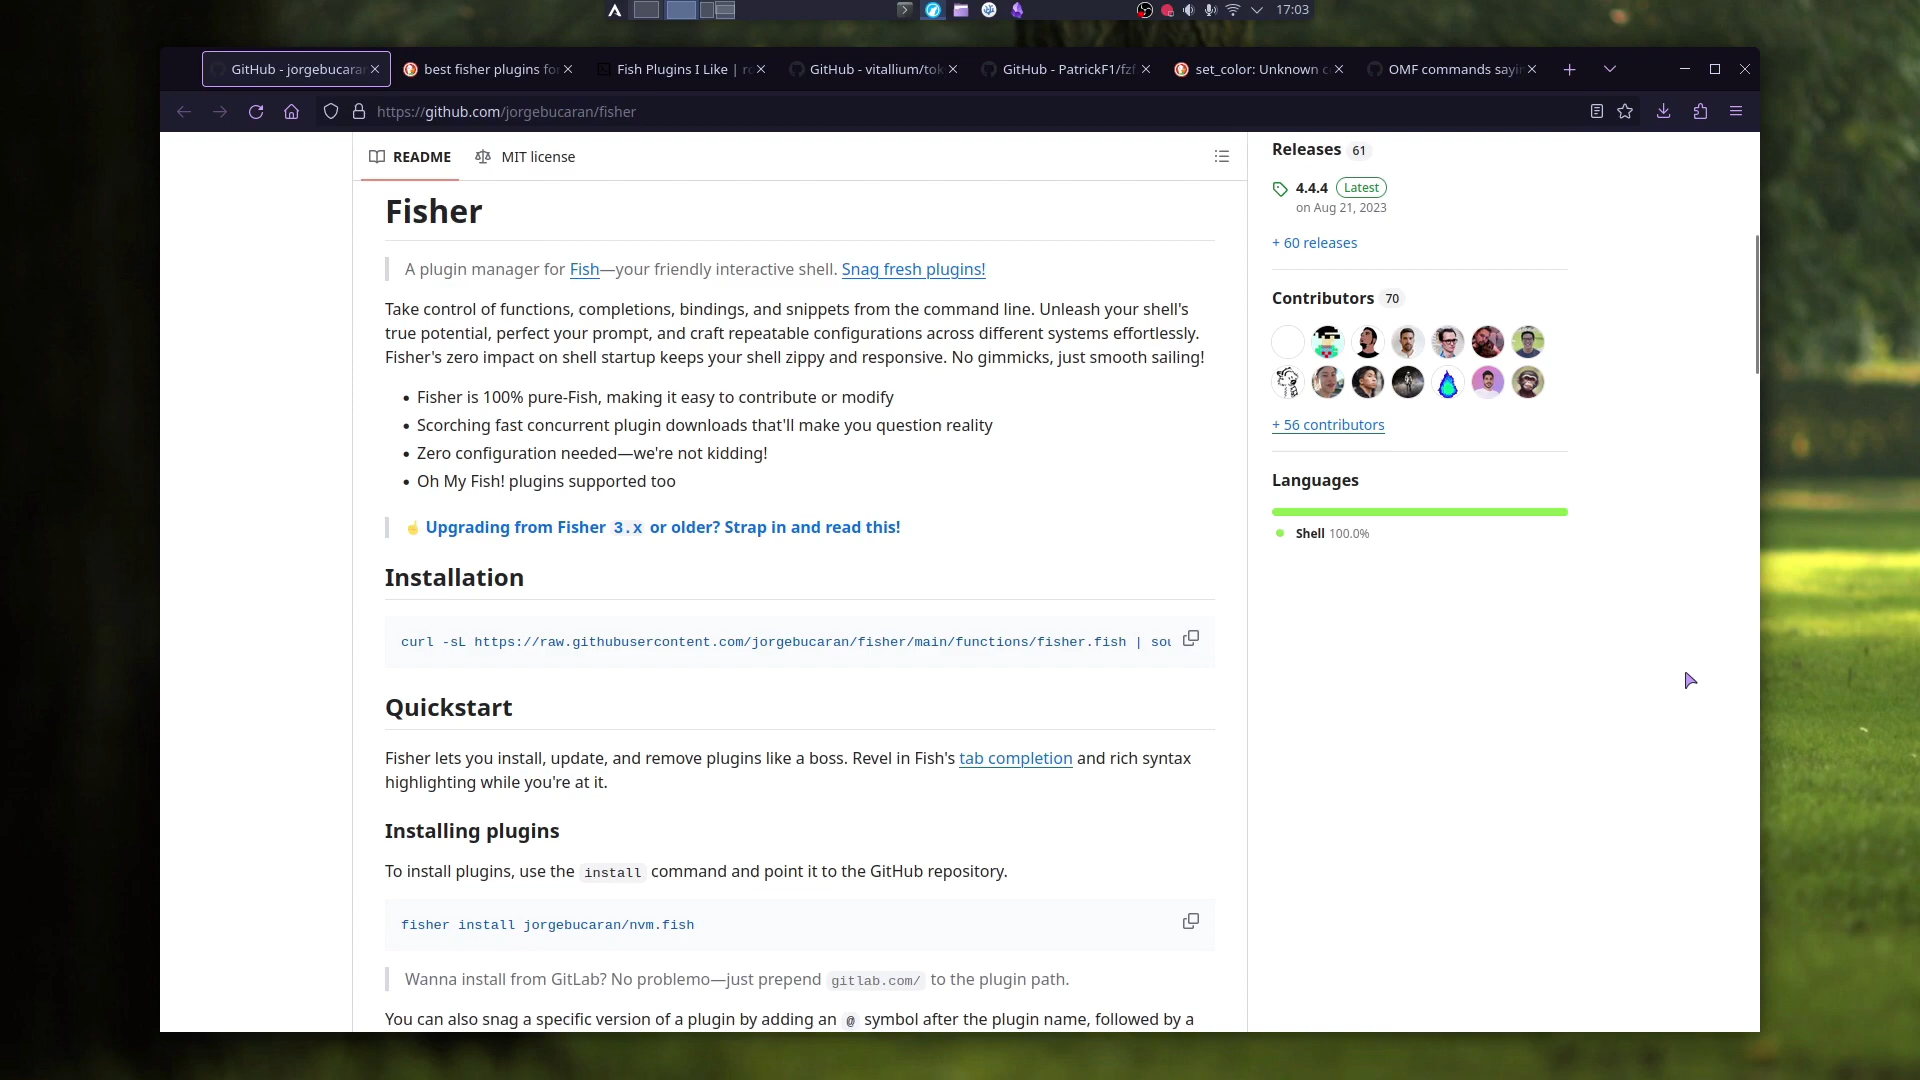 17:03
GitHub - jorgebucaran
best fisher plugins for
Fish Plugins I Like | ro
GitHub - vitallium/tok
GitHub - PatrickF1/fzf
set_color: Unknown c
OMF commands sayin
https://github.com/jorgebucaran/fisher
README
MIT license
Fisher
A plugin manager for Fish—your friendly interactive shell. Snag fresh plugins!
Take control of functions, completions, bindings, and snippets from the command line. Unleash your shell's
true potential, perfect your prompt, and craft repeatable configurations across different systems effortlessly.
Fisher's zero impact on shell startup keeps your shell zippy and responsive. No gimmicks, just smooth sailing!
• Fisher is 100% pure-Fish, making it easy to contribute or modify
• Scorching fast concurrent plugin downloads that'll make you question reality
• Zero configuration needed—we're not kidding!
• Oh My Fish! plugins supported too
☝ Upgrading from Fisher 3.x or older? Strap in and read this!
Installation
curl -sL https://raw.githubusercontent.com/jorgebucaran/fisher/main/functions/fisher.fish | sou
Quickstart
Fisher lets you install, update, and remove plugins like a boss. Revel in Fish's tab completion and rich syntax
highlighting while you're at it.
Installing plugins
To install plugins, use the install command and point it to the GitHub repository.
fisher install jorgebucaran/nvm.fish
Wanna install from GitLab? No problemo—just prepend gitlab.com/ to the plugin path.
You can also snag a specific version of a plugin by adding an @ symbol after the plugin name, followed by a
Releases 61
4.4.4 Latest
on Aug 21, 2023
+ 60 releases
Contributors 70
+ 56 contributors
Languages
Shell 100.0%